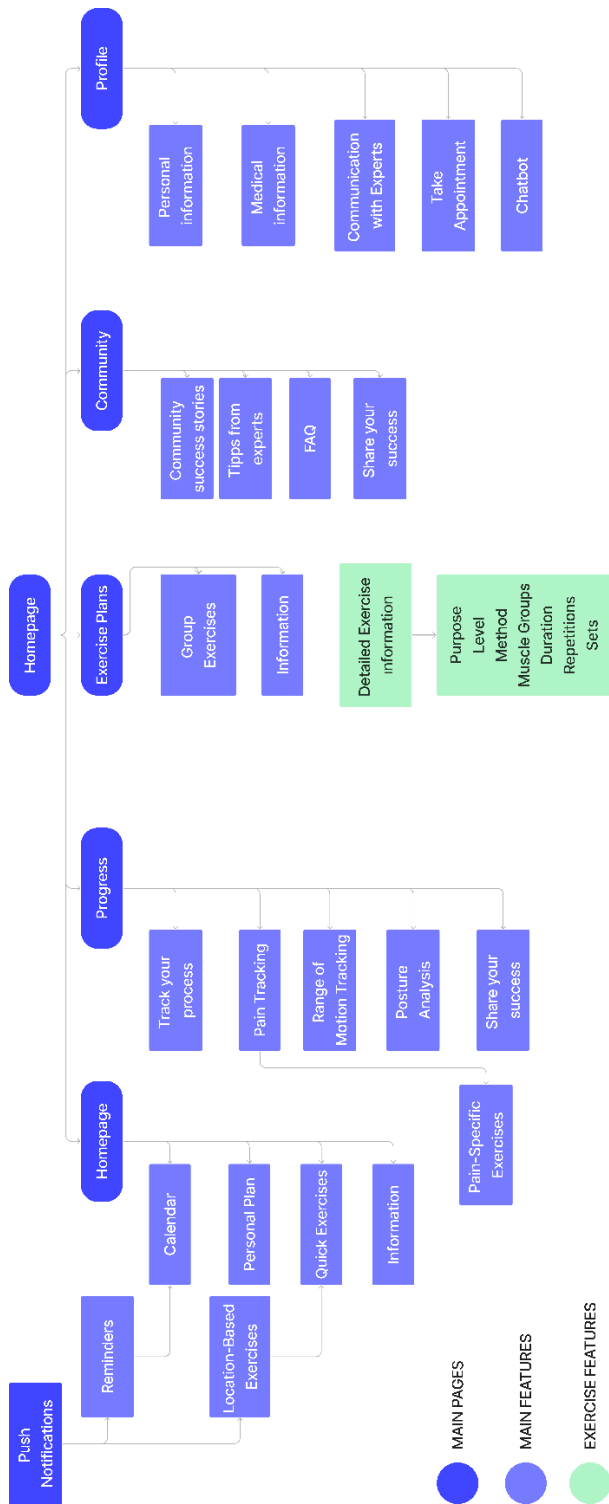 Homepage
Push
Notifications
Homepage
Progress
Exercise Plans
Community
Profile
Reminders
Calendar
Location-Based
Exercises
Personal Plan
Quick Exercises
Information
Track your
process
Pain Tracking
Range of
Motion Tracking
Posture
Analysis
Share your
success
Pain-Specific
Exercises
Group
Exercises
Information
Detailed Exercise
information
Purpose
Level
Method
Muscle Groups
Duration
Repetitions
Sets
Community
success stories
Tipps from
experts
FAQ
Share your
success
Personal
information
Medical
information
Communication
with Experts
Take
Appointment
Chatbot
MAIN PAGES
MAIN FEATURES
EXERCISE FEATURES